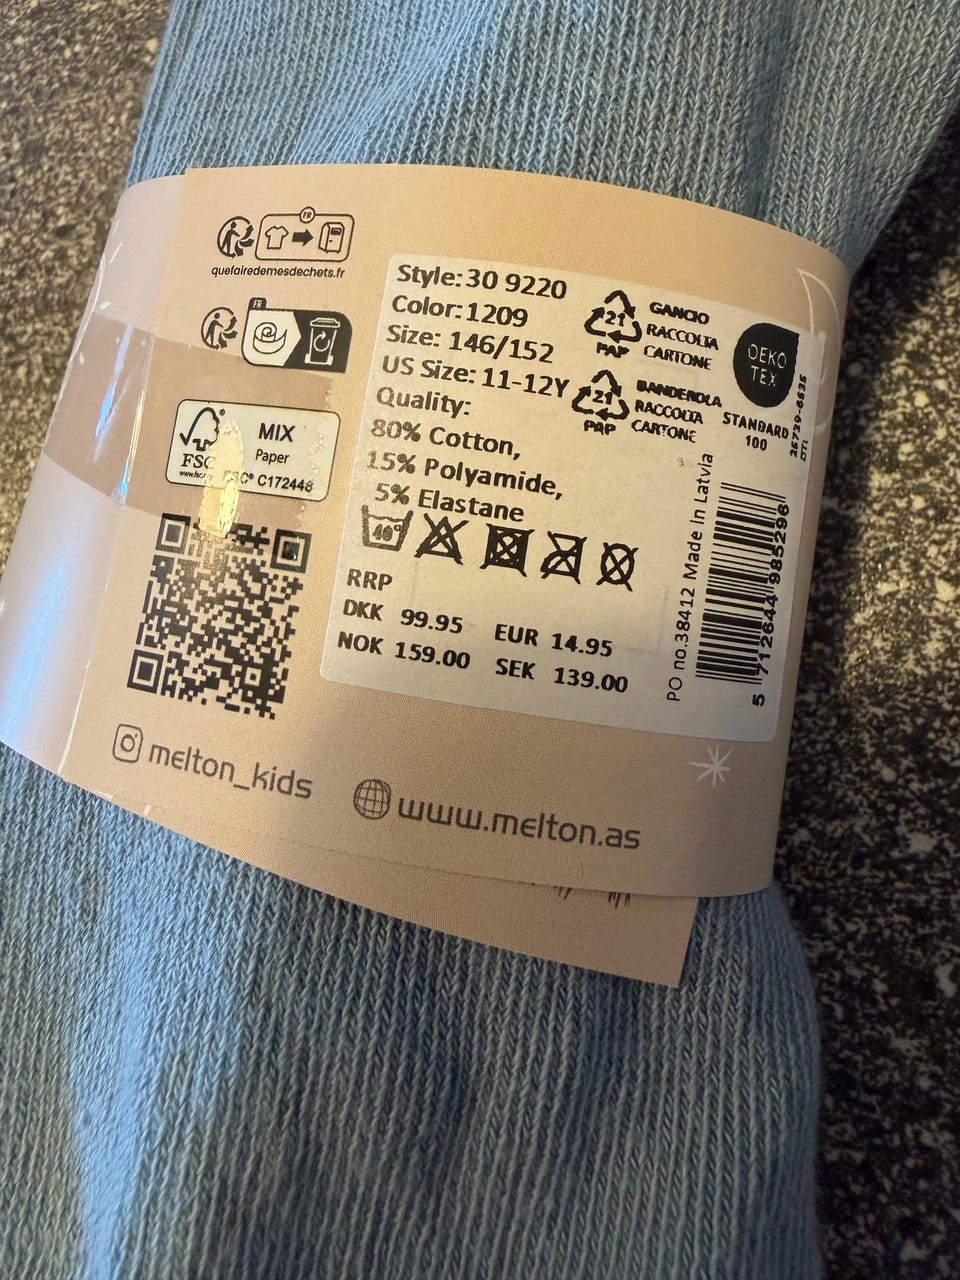 FR
quefairedemesdechets.fr
FR
FSC
MIX
Paper
FSC® C172448
melton_kids
www.melton.as
Style: 30 9220
Color: 1209
Size: 146/152
US Size: 11-12Y
Quality:
80% Cotton,
15% Polyamide,
5% Elastane
40°
RRP
DKK 99.95 EUR 14.95
NOK 159.00 SEK 139.00
21
PAP
GANCIO
RACCOLTA
CARTONE
21
PAP
BANDEROLA
RACCOLTA
CARTONE
OEKO
TEX
STANDARD
100
DTI
PO no.38412 Made in Latvia
5 712644 985296